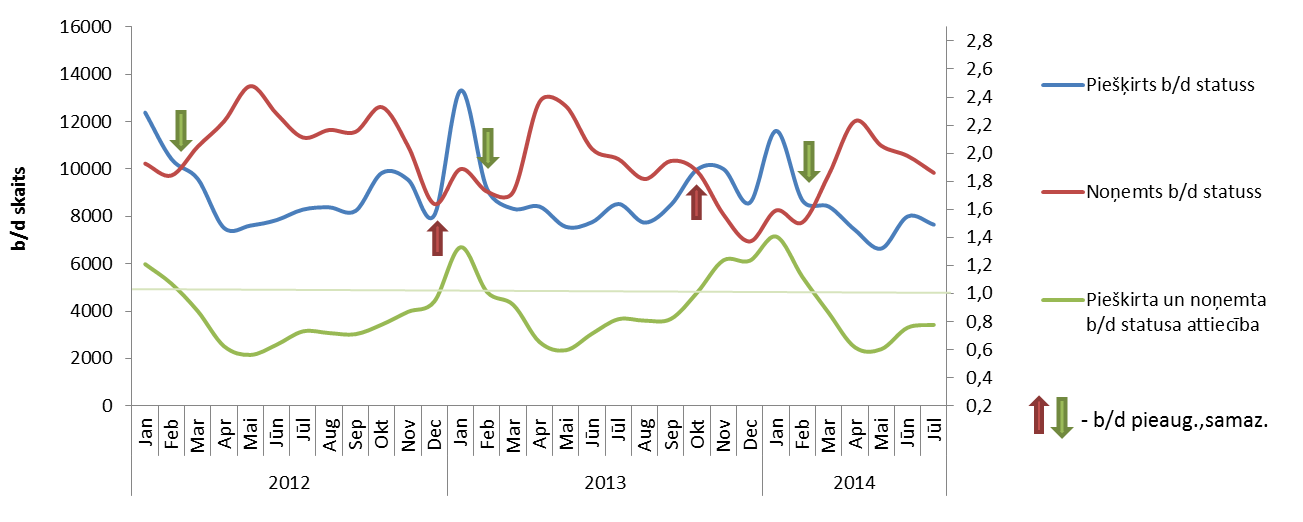 16000
14000
12000
10000
8000
6000
4000
2000
0
b/d skaits
2,8
2,6
2,4
2,2
2,0
1,8
1,6
1,4
1,2
1,0
0,8
0,6
0,4
0,2
Jan Feb Mar Apr Mai Jūn Jūl Aug Sep Okt Nov Dec Jan Feb Mar Apr Mai Jūn Jūl Aug Sep Okt Nov Dec Jan Feb Mar Apr Mai Jūn Jūl
2012 2013 2014
Piešķirts b/d statuss
Noņemts b/d statuss
Piešķirta un noņemta
b/d statusa attiecība
- b/d pieaug.,samaz.